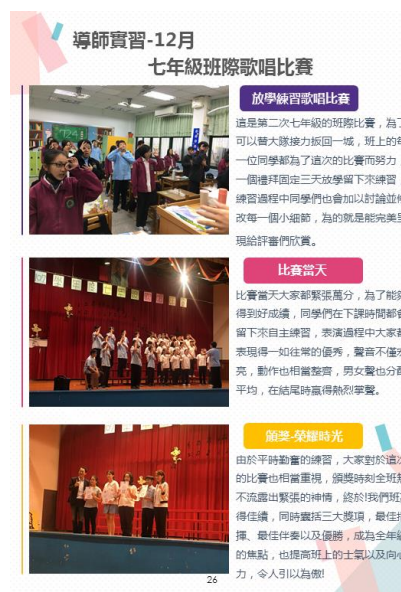 導師實習-12月
七年級班際歌唱比賽
放學練習歌唱比賽
這是第二次七年級的班際比賽，為了
可以替大隊接力扳回一城，班上的每
一位同學都為了這次的比賽而努力，
一個禮拜固定三天放學留下來練習，
練習過程中同學們也會加以討論並修
改每一個小細節，為的就是能完美呈
現給評審們欣賞。
比賽當天
比賽當天大家都緊張萬分，為了能夠
得到好成績，同學們在下課時間都會
留下來自主練習，表演過程中大家都
表現得一如往常的優秀，聲音不僅宏
亮，動作也相當整齊，男女聲也分配
平均，在結尾時贏得熱烈掌聲。
頒獎-榮耀時光
由於平時勤奮的練習，大家對於這次
的比賽也相當重視，頒獎時刻全班無
不流露出緊張的神情，終於!我們班
得佳績，同時囊括三大獎項，最佳指
揮、最佳伴奏以及優勝，成為全年級
的焦點，也提高班上的士氣以及向心
力，令人引以為傲!
26